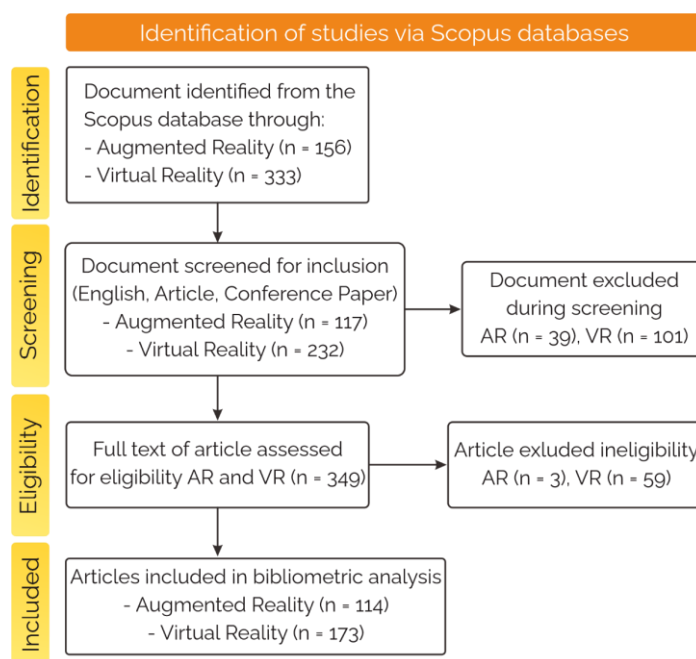 Identification of studies via Scopus databases
Identification
Document identified from the
Scopus database through:
- Augmented Reality (n = 156)
- Virtual Reality (n = 333)
Screening
Document screened for inclusion
(English, Article, Conference Paper)
- Augmented Reality (n = 117)
- Virtual Reality (n = 232)
Document excluded
during screening
AR (n = 39), VR (n = 101)
Eligibility
Full text of article assessed
for eligibility AR and VR (n = 349)
Article exluded ineligibility
AR (n = 3), VR (n = 59)
Included
Articles included in bibliometric analysis
- Augmented Reality (n = 114)
- Virtual Reality (n = 173)